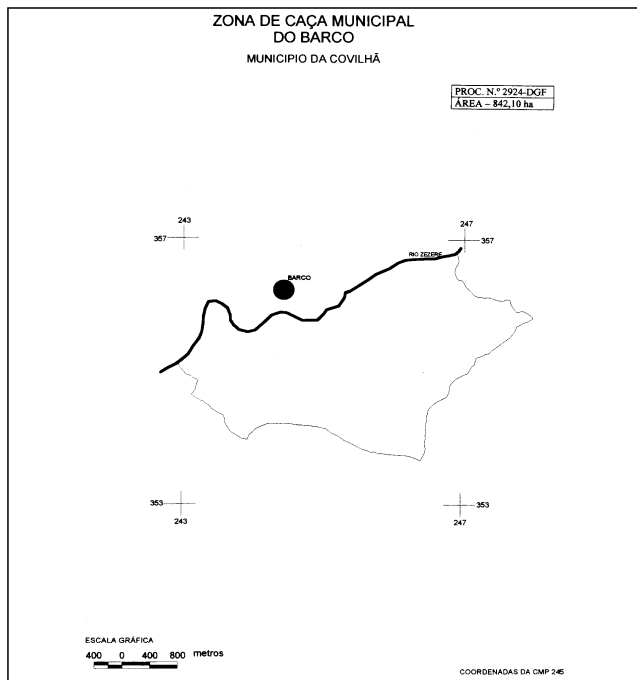 ZONA DE CAÇA MUNICIPAL
DO BARCO
MUNICIPIO DA COVILHÃ
PROC. N.º 2924-DGF
ÁREA – 842,10 ha
243
357
247
357
RIO ZEZERE
BARCO
353
243
353
247
ESCALA GRÁFICA
400 0 400 800 metros
COORDENADAS DA CMP 245